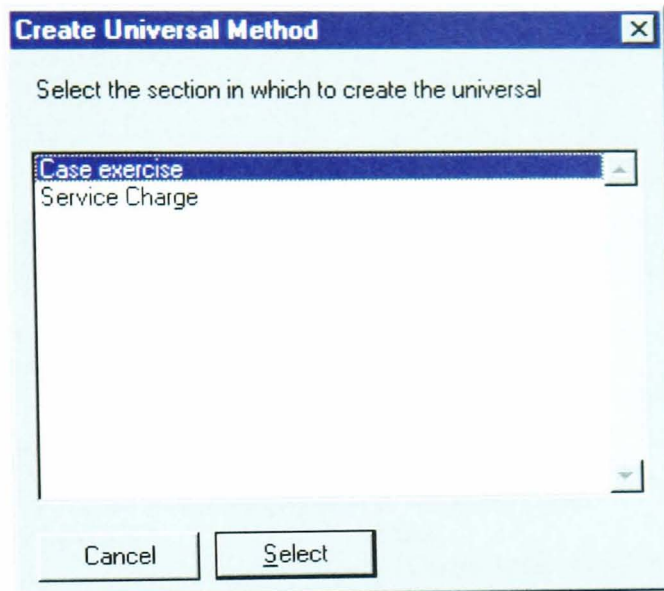 Create Universal Method
Select the section in which to create the universal
Case exercise
Service Charge
Cancel
Select